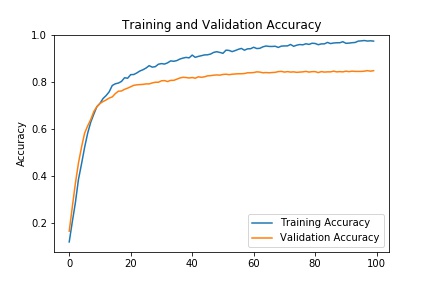 Training and Validation Accuracy
1.0
0.8
0.6
0.4
0.2
Accuracy
Training Accuracy
Validation Accuracy
0 20 40 60 80 100